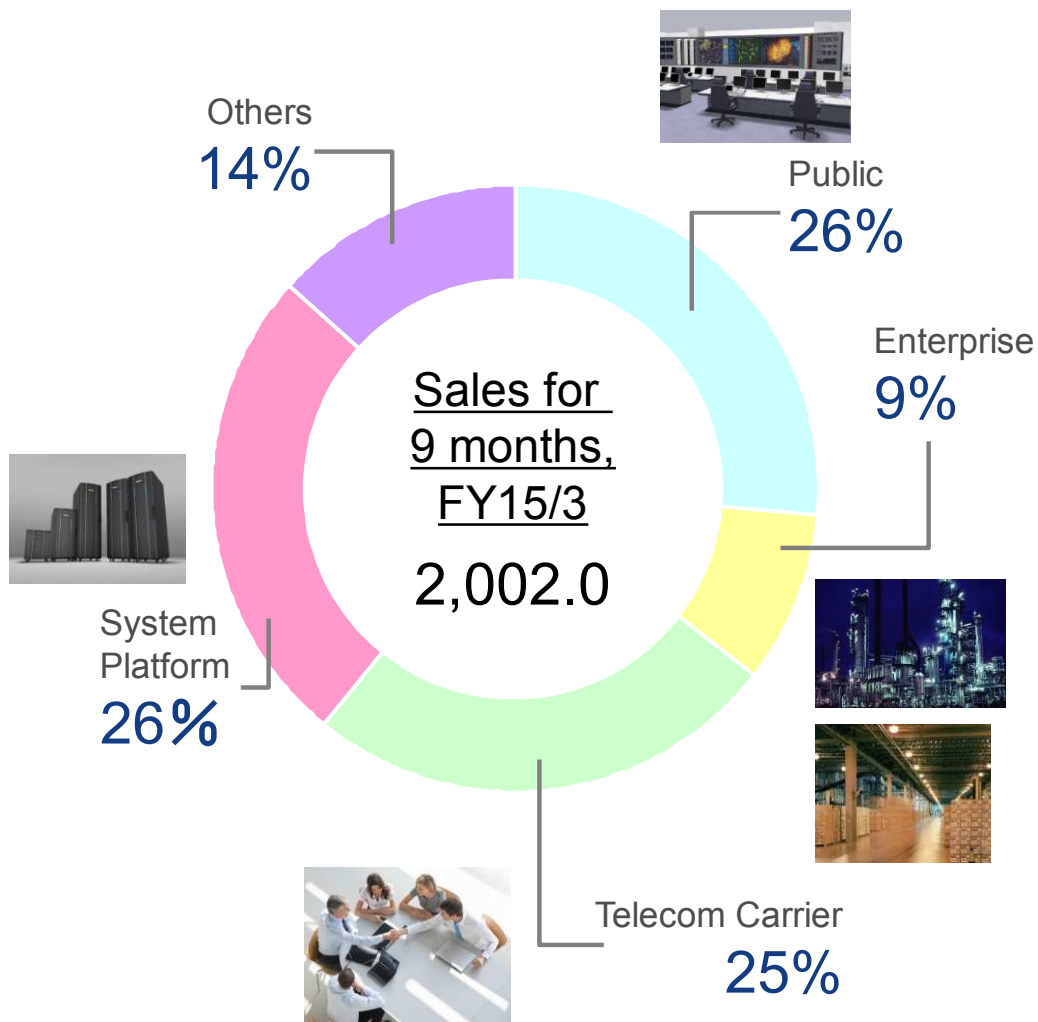 Others
14%
Public
26%
Enterprise
9%
Sales for
9 months,
FY15/3
2,002.0
System
Platform
26%
Telecom Carrier
25%